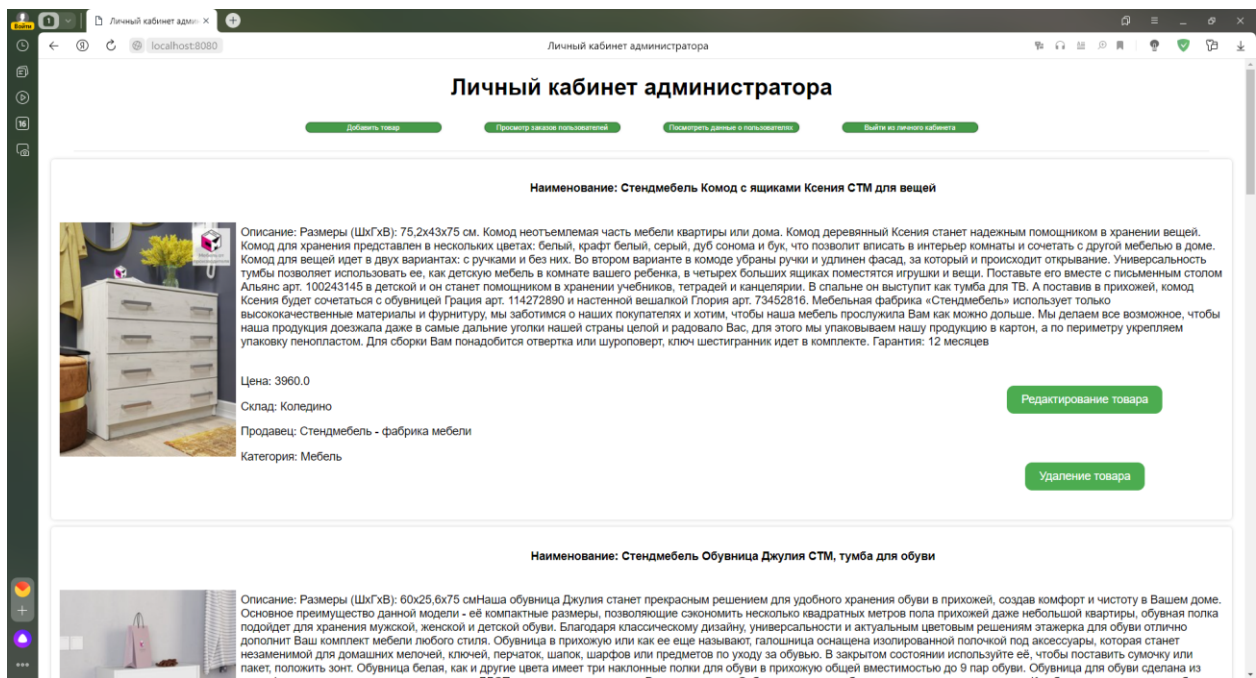 Войти
1
Личный кабинет адми
localhost:8080
Личный кабинет администратора
16
Личный кабинет администратора
Добавить товар
Просмотр заказов пользователей
Посмотреть данные о пользователях
Выйти из личного кабинета
Наименование: Стендмебель Комод с ящиками Ксения СТМ для вещей
Описание: Размеры (ШхГхВ): 75,2х43х75 см. Комод неотъемлемая часть мебели квартиры или дома. Комод деревянный Ксения станет надежным помощником в хранении вещей.
Комод для хранения представлен в нескольких цветах: белый, крафт белый, серый, дуб сонома и бук, что позволит вписать в интерьер комнаты и сочетать с другой мебелью в доме.
Комод для вещей идет в двух вариантах: с ручками и без них. Во втором варианте в комоде убраны ручки и удлинен фасад, за который и происходит открывание. Универсальность
тумбы позволяет использовать ее, как детскую мебель в комнате вашего ребенка, в четырех больших ящиках поместятся игрушки и вещи. Поставьте его вместе с письменным столом
Альянс арт. 100243145 в детской и он станет помощником в хранении учебников, тетрадей и канцелярии. В спальне он выступит как тумба для ТВ. А поставив в прихожей, комод
Ксения будет сочетаться с обувницей Грация арт. 114272890 и настенной вешалкой Глория арт. 73452816. Мебельная фабрика «Стендмебель» использует только
высококачественные материалы и фурнитуру, мы заботимся о наших покупателях и хотим, чтобы наша мебель прослужила Вам как можно дольше. Мы делаем все возможное, чтобы
наша продукция доезжала даже в самые дальние уголки нашей страны целой и радовало Вас, для этого мы упаковываем нашу продукцию в картон, а по периметру укрепляем
упаковку пенопластом. Для сборки Вам понадобится отвертка или шуроповерт, ключ шестигранник идет в комплекте. Гарантия: 12 месяцев
Цена: 3960.0
Склад: Коледино
Продавец: Стендмебель - фабрика мебели
Категория: Мебель
Редактирование товара
Удаление товара
Наименование: Стендмебель Обувница Джулия СТМ, тумба для обуви
Описание: Размеры (ШхГхВ): 60х25,6х75 смНаша обувница Джулия станет прекрасным решением для удобного хранения обуви в прихожей, создав комфорт и чистоту в Вашем доме.
Основное преимущество данной модели - её компактные размеры, позволяющие сэкономить несколько квадратных метров пола прихожей даже небольшой квартиры, обувная полка
подойдет для хранения мужской, женской и детской обуви. Благодаря классическому дизайну, универсальности и актуальным цветовым решениям этажерка для обуви отлично
дополнит Ваш комплект мебели любого стиля. Обувница в прихожую или как ее еще называют, галошница оснащена изолированной полочкой под аксессуары, которая станет
незаменимой для домашних мелочей, ключей, перчаток, шапок, шарфов или предметов по уходу за обувью. В закрытом состоянии используйте её, чтобы поставить сумочку или
пакет, положить зонт. Обувница белая, как и другие цвета имеет три наклонные полки для обуви в прихожую общей вместимостью до 9 пар обуви. Обувница для обуви сделана из